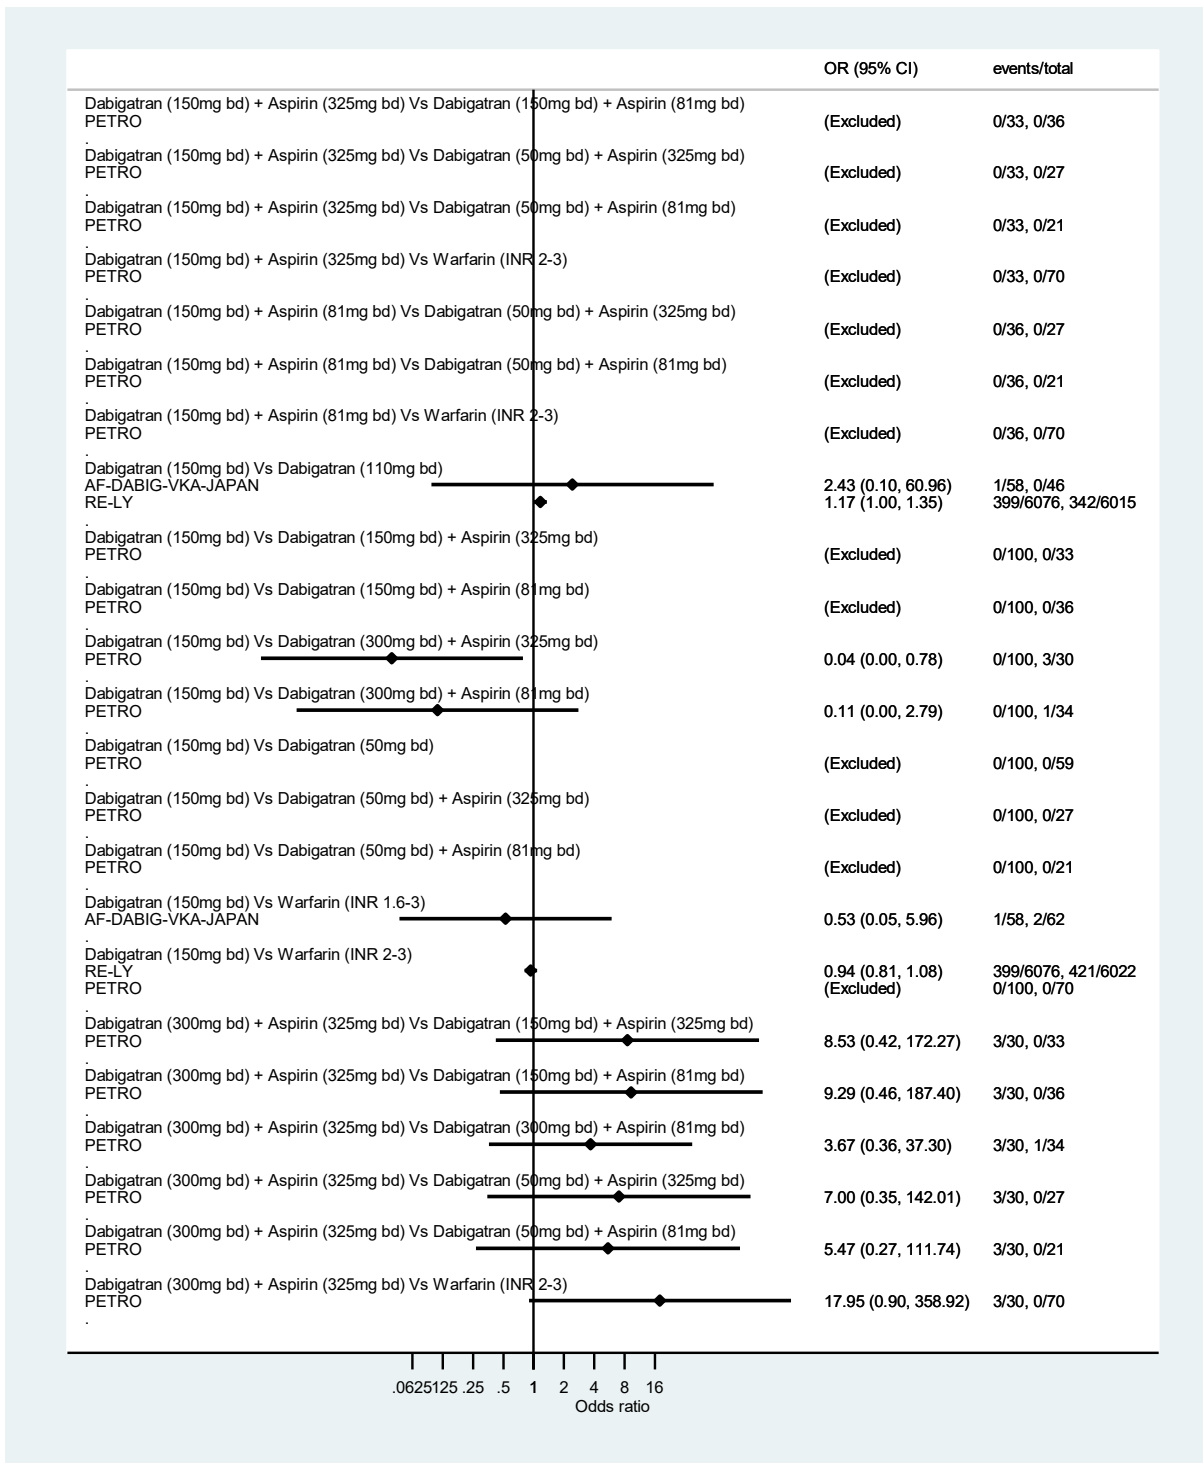 OR (95% CI) events/total
Dabigatran (150mg bd) + Aspirin (325mg bd) Vs Dabigatran (150mg bd) + Aspirin (81mg bd)
PETRO (Excluded) 0/33, 0/36
.
Dabigatran (150mg bd) + Aspirin (325mg bd) Vs Dabigatran (50mg bd) + Aspirin (325mg bd)
PETRO (Excluded) 0/33, 0/27
.
Dabigatran (150mg bd) + Aspirin (325mg bd) Vs Dabigatran (50mg bd) + Aspirin (81mg bd)
PETRO (Excluded) 0/33, 0/21
.
Dabigatran (150mg bd) + Aspirin (325mg bd) Vs Warfarin (INR 2-3)
PETRO (Excluded) 0/33, 0/70
.
Dabigatran (150mg bd) + Aspirin (81mg bd) Vs Dabigatran (50mg bd) + Aspirin (325mg bd)
PETRO (Excluded) 0/36, 0/27
.
Dabigatran (150mg bd) + Aspirin (81mg bd) Vs Dabigatran (50mg bd) + Aspirin (81mg bd)
PETRO (Excluded) 0/36, 0/21
.
Dabigatran (150mg bd) + Aspirin (81mg bd) Vs Warfarin (INR 2-3)
PETRO (Excluded) 0/36, 0/70
.
Dabigatran (150mg bd) Vs Dabigatran (110mg bd)
AF-DABIG-VKA-JAPAN 2.43 (0.10, 60.96) 1/58, 0/46
RE-LY 1.17 (1.00, 1.35) 399/6076, 342/6015
.
Dabigatran (150mg bd) Vs Dabigatran (150mg bd) + Aspirin (325mg bd)
PETRO (Excluded) 0/100, 0/33
.
Dabigatran (150mg bd) Vs Dabigatran (150mg bd) + Aspirin (81mg bd)
PETRO (Excluded) 0/100, 0/36
.
Dabigatran (150mg bd) Vs Dabigatran (300mg bd) + Aspirin (325mg bd)
PETRO 0.04 (0.00, 0.78) 0/100, 3/30
.
Dabigatran (150mg bd) Vs Dabigatran (300mg bd) + Aspirin (81mg bd)
PETRO 0.11 (0.00, 2.79) 0/100, 1/34
.
Dabigatran (150mg bd) Vs Dabigatran (50mg bd)
PETRO (Excluded) 0/100, 0/59
.
Dabigatran (150mg bd) Vs Dabigatran (50mg bd) + Aspirin (325mg bd)
PETRO (Excluded) 0/100, 0/27
.
Dabigatran (150mg bd) Vs Dabigatran (50mg bd) + Aspirin (81mg bd)
PETRO (Excluded) 0/100, 0/21
.
Dabigatran (150mg bd) Vs Warfarin (INR 1.6-3)
AF-DABIG-VKA-JAPAN 0.53 (0.05, 5.96) 1/58, 2/62
.
Dabigatran (150mg bd) Vs Warfarin (INR 2-3)
RE-LY 0.94 (0.81, 1.08) 399/6076, 421/6022
PETRO (Excluded) 0/100, 0/70
.
Dabigatran (300mg bd) + Aspirin (325mg bd) Vs Dabigatran (150mg bd) + Aspirin (325mg bd)
PETRO 8.53 (0.42, 172.27) 3/30, 0/33
.
Dabigatran (300mg bd) + Aspirin (325mg bd) Vs Dabigatran (150mg bd) + Aspirin (81mg bd)
PETRO 9.29 (0.46, 187.40) 3/30, 0/36
.
Dabigatran (300mg bd) + Aspirin (325mg bd) Vs Dabigatran (300mg bd) + Aspirin (81mg bd)
PETRO 3.67 (0.36, 37.30) 3/30, 1/34
.
Dabigatran (300mg bd) + Aspirin (325mg bd) Vs Dabigatran (50mg bd) + Aspirin (325mg bd)
PETRO 7.00 (0.35, 142.01) 3/30, 0/27
.
Dabigatran (300mg bd) + Aspirin (325mg bd) Vs Dabigatran (50mg bd) + Aspirin (81mg bd)
PETRO 5.47 (0.27, 111.74) 3/30, 0/21
.
Dabigatran (300mg bd) + Aspirin (325mg bd) Vs Warfarin (INR 2-3)
PETRO 17.95 (0.90, 358.92) 3/30, 0/70
.
.0625 .125 .25 .5 1 2 4 8 16
Odds ratio